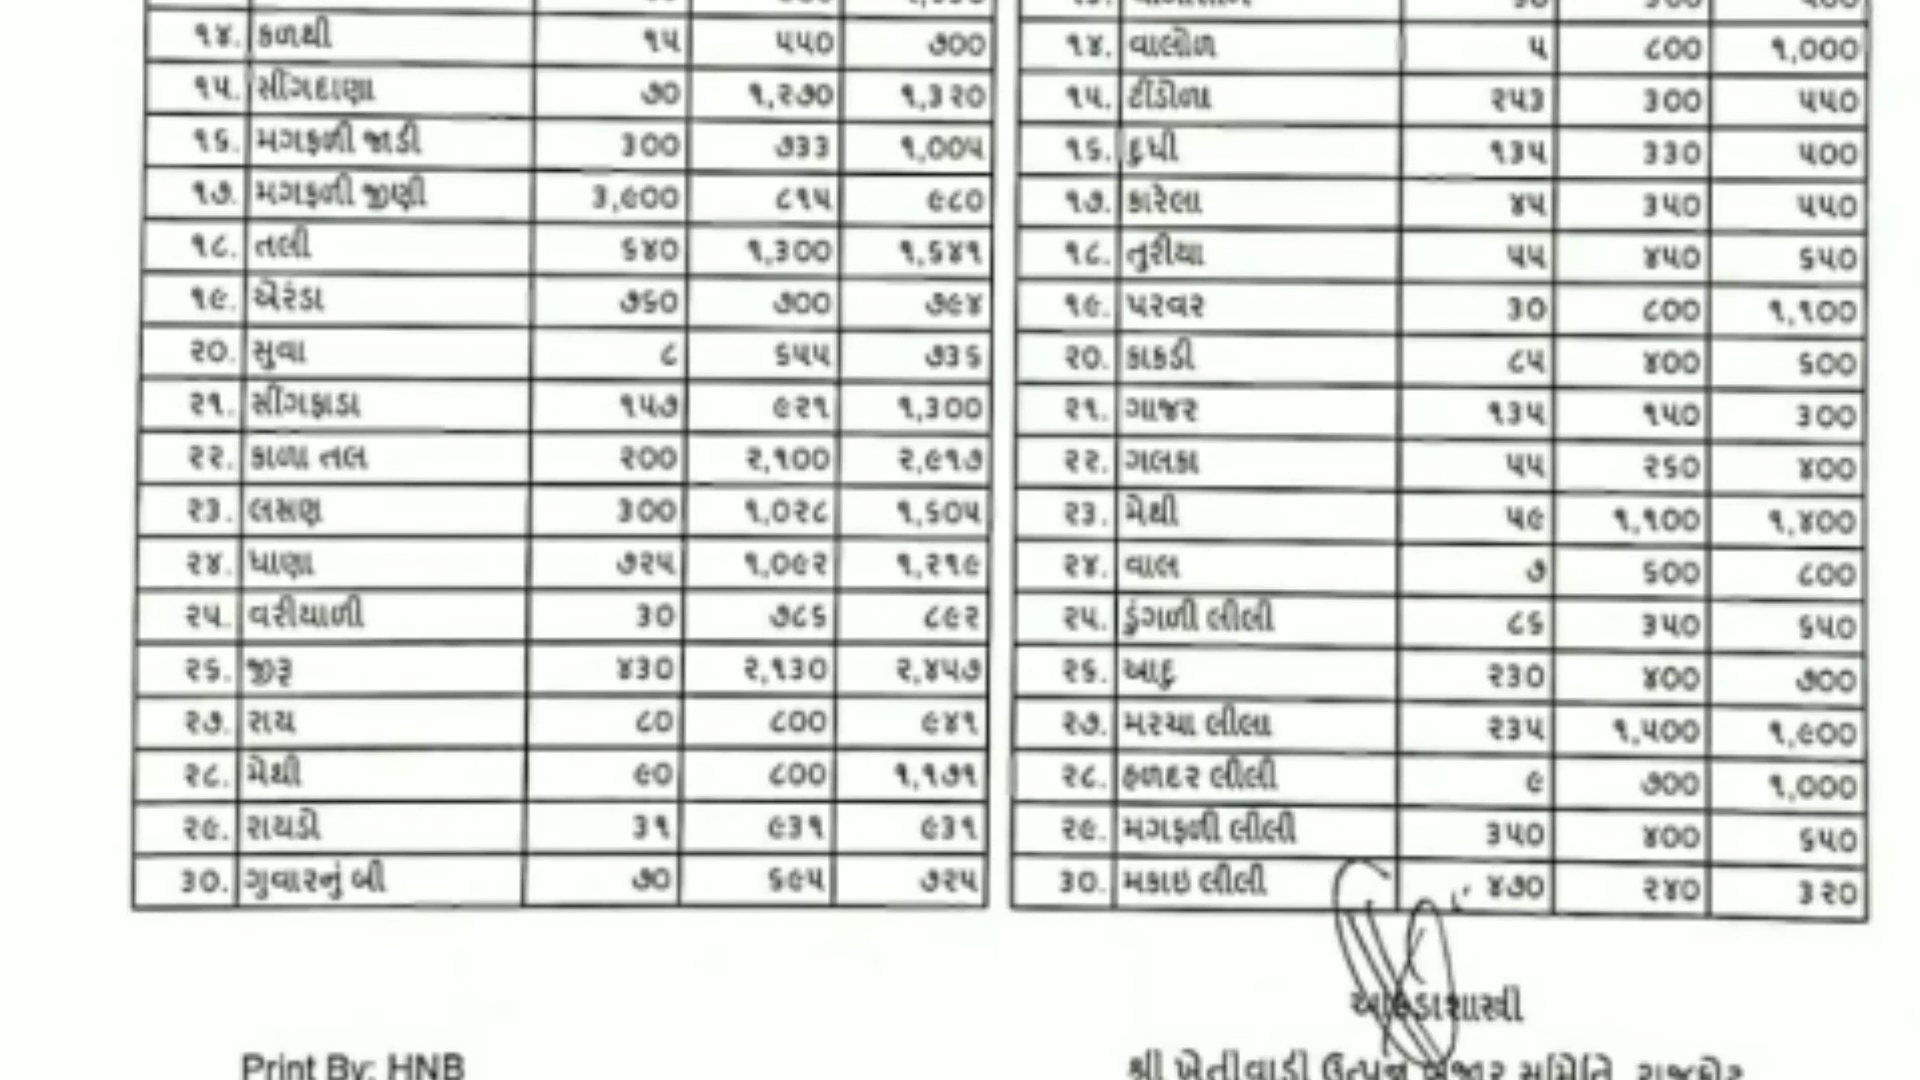 ૧૪. કળથી ૧૫ ૫૫૦ ૭૦૦
૧૫. સીંગદાણા ૭૦ ૧,૨૭૦ ૧,૩૨૦
૧૬. મગફળી જાડી ૩૦૦ ૭૩૩ ૧,૦૦૫
૧૭. મગફળી જીણી ૩,૯૦૦ ૮૧૫ ૯૮૦
૧૮. તલી ૬૪૦ ૧,૩૦૦ ૧,૬૪૧
૧૯. એરંડા ૭૬૦ ૭૦૦ ૭૯૪
૨૦. સુવા ૮ ૬૫૫ ૭૩૬
૨૧. સીંગફાડા ૧૫૭ ૯૨૧ ૧,૩૦૦
૨૨. કાળા તલ ૨૦૦ ૨,૧૦૦ ૨,૯૧૭
૨૩. લસણ ૩૦૦ ૧,૦૨૮ ૧,૬૦૫
૨૪. ધાણા ૭૨૫ ૧,૦૯૨ ૧,૨૧૯
૨૫. વરીયાળી ૩૦ ૭૮૬ ૮૯૨
૨૬. જીરૂ ૪૩૦ ૨,૧૩૦ ૨,૪૫૭
૨૭. રાય ૮૦ ૮૦૦ ૯૪૧
૨૮. મેથી ૯૦ ૮૦૦ ૧,૧૭૧
૨૯. રાયડો ૩૧ ૯૩૧ ૯૩૧
૩૦. ગુવારનું બી ૭૦ ૬૯૫ ૭૨૫
૧૪. વાલોળ ૫ ૮૦૦ ૧,૦૦૦
૧૫. ટીંડોળા ૨૫૩ ૩૦૦ ૫૫૦
૧૬. દુધી ૧૩૫ ૩૩૦ ૫૦૦
૧૭. કારેલા ૪૫ ૩૫૦ ૫૫૦
૧૮. તુરીયા ૫૫ ૪૫૦ ૬૫૦
૧૯. પરવર ૩૦ ૮૦૦ ૧,૧૦૦
૨૦. કાકડી ૮૫ ૪૦૦ ૬૦૦
૨૧. ગાજર ૧૩૫ ૧૫૦ ૩૦૦
૨૨. ગલકા ૫૫ ૨૬૦ ૪૦૦
૨૩. મેથી ૫૯ ૧,૧૦૦ ૧,૪૦૦
૨૪. વાલ ૭ ૬૦૦ ૮૦૦
૨૫. ડુંગળી લીલી ૮૬ ૩૫૦ ૬૫૦
૨૬. આદુ ૨૩૦ ૪૦૦ ૭૦૦
૨૭. મરચા લીલા ૨૩૫ ૧,૫૦૦ ૧,૯૦૦
૨૮. હળદર લીલી ૯ ૭૦૦ ૧,૦૦૦
૨૯. મગફળી લીલી ૩૫૦ ૪૦૦ ૬૫૦
૩૦. મકાઇ લીલી ૪૭૦ ૨૪૦ ૩૨૦
આંકડાશાસ્ત્રી
Print By: HNB
શ્રી ખેતીવાડી ઉત્પન્ન બજાર સમિતિ, રાજકોટ